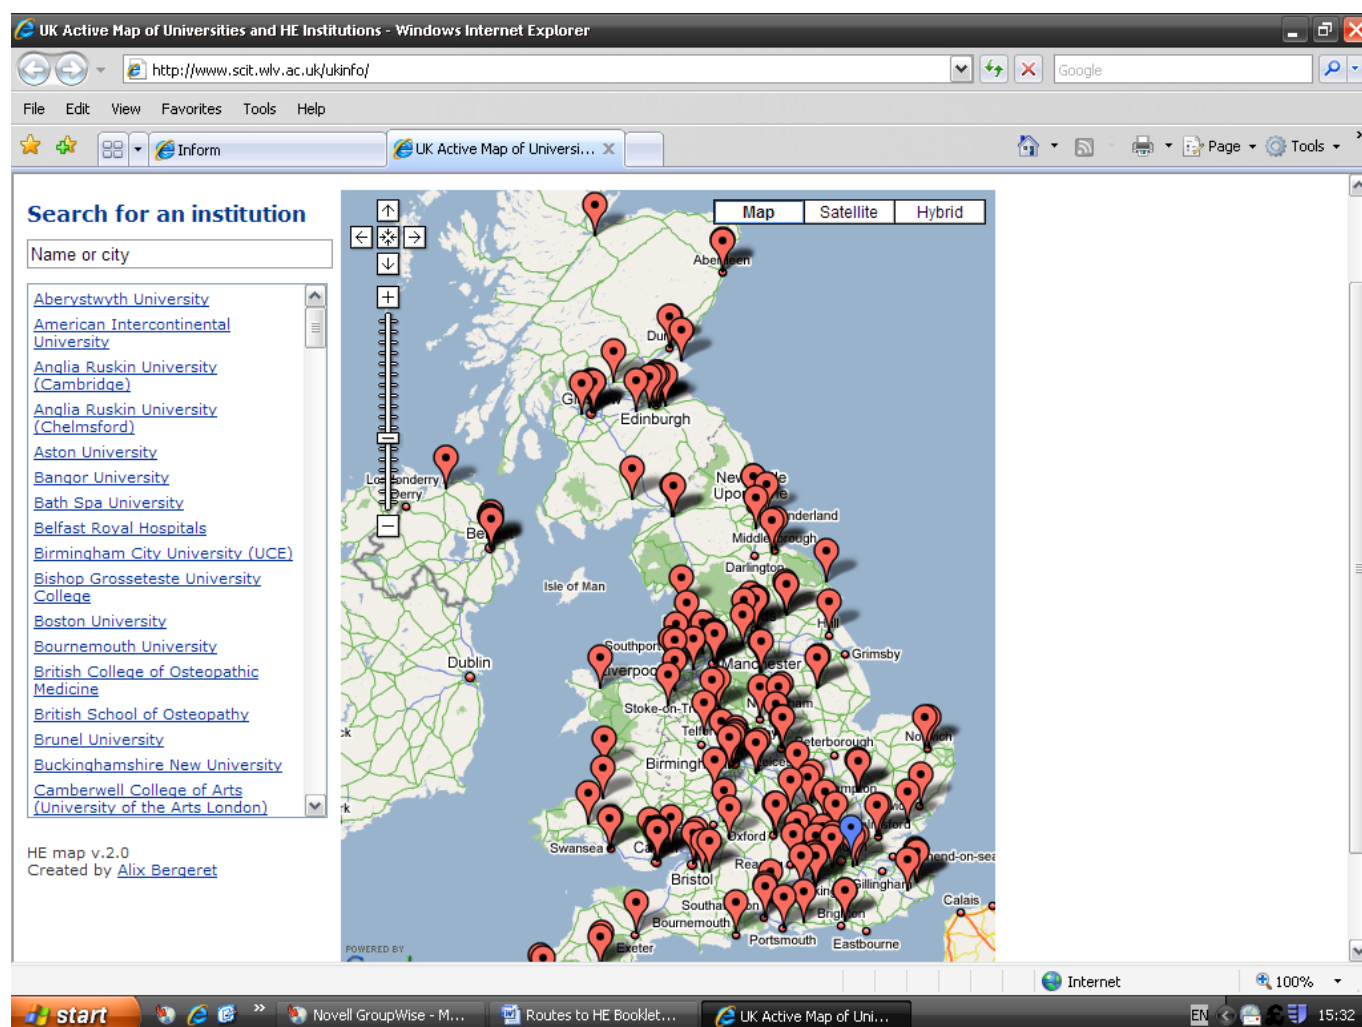 UK Active Map of Universities and HE Institutions - Windows Internet Explorer
http://www.scit.wlv.ac.uk/ukinfo/
Google
File Edit View Favorites Tools Help
Inform
UK Active Map of Universi...
Page
Tools
Search for an institution
Name or city
Aberystwyth University
American Intercontinental
University
Anglia Ruskin University
(Cambridge)
Anglia Ruskin University
(Chelmsford)
Aston University
Bangor University
Bath Spa University
Belfast Royal Hospitals
Birmingham City University (UCE)
Bishop Grosseteste University
College
Boston University
Bournemouth University
British College of Osteopathic
Medicine
British School of Osteopathy
Brunel University
Buckinghamshire New University
Camberwell College of Arts
(University of the Arts London)
HE map v.2.0
Created by Alix Bergeret
Map Satellite Hybrid
Edinburgh
Derry
Darlington
Isle of Man
Southport
Grimsby
Dublin
Stoke-on-Tr
Peterborough
Birmingh
Oxford
Swansea
Bristol
Gillingham
Calais
Bournemouth
Portsmouth
Eastbourne
Exeter
POWERED BY
Internet
100%
start
Novell GroupWise - M...
Routes to HE Booklet...
UK Active Map of Uni...
EN
15:32